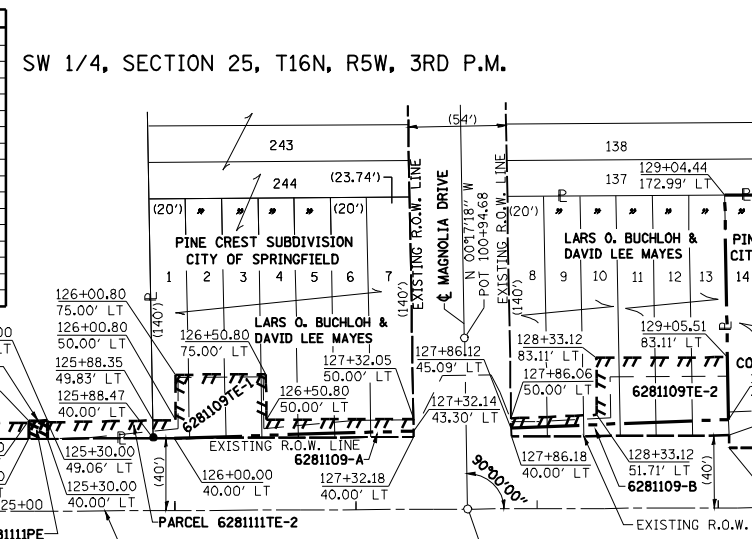 SW 1/4, SECTION 25, T16N, R5W, 3RD P.M.
(54')
243
138
129+04.44
172.99' LT
244
(23.74')
137
(20') " " " " (20') "
(20') " " " " " "
PINE CREST SUBDIVISION
CITY OF SPRINGFIELD
LARS O. BUCHLOH &
DAVID LEE MAYES
PIN
CIT
1 2 3 4 5 6 7
8 9 10 11 12 13 14
EXISTING R.O.W. LINE
℄ MAGNOLIA DRIVE
N 00°17'18" W
POT 100+94.68
EXISTING R.O.W. LINE
(140')
(140')
(140')
126+00.80
75.00' LT
126+00.80
50.00' LT
LARS O. BUCHLOH &
DAVID LEE MAYES
126+50.80
75.00' LT
125+88.35
49.83' LT
125+88.47
40.00' LT
127+32.05
50.00' LT
127+86.12
45.09' LT
128+33.12
83.11' LT
129+05.51
83.11' LT
127+86.06
50.00' LT
CO
6281109TE-1
126+50.80
50.00' LT
127+32.14
43.30' LT
6281109TE-2
EXISTING R.O.W. LINE
6281109-A
125+30.00
49.06' LT
125+30.00
40.00' LT
(40')
126+00.00
40.00' LT
127+32.18
40.00' LT
90°00'00"
127+86.18
40.00' LT
128+33.12
51.71' LT
6281109-B
(40')
25+00
PARCEL 6281111TE-2
81111PE
EXISTING R.O.W.